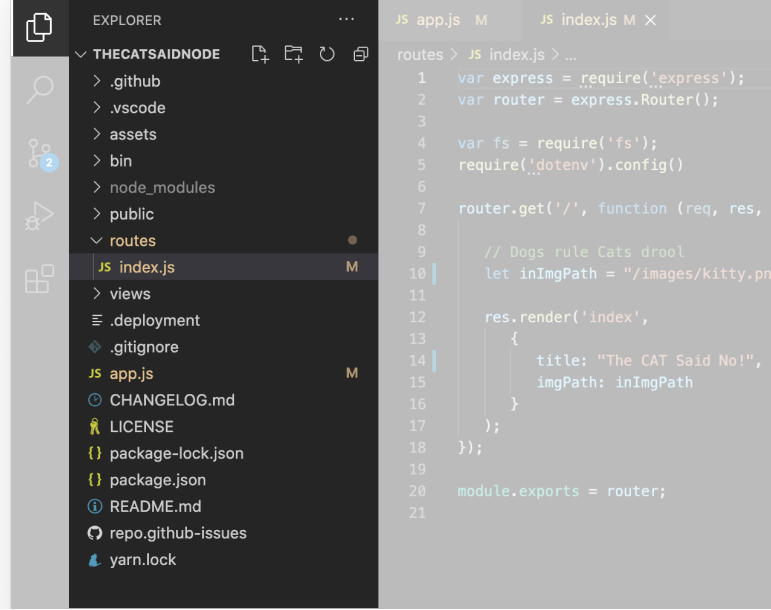 EXPLORER
...
THECATSAIDNODE
.github
.vscode
assets
bin
node_modules
public
routes
JS index.js M
views
.deployment
.gitignore
JS app.js M
CHANGELOG.md
LICENSE
{} package-lock.json
{} package.json
README.md
repo.github-issues
yarn.lock
2
JS app.js M
JS index.js M
routes > JS index.js > ...
1 var express = require('express');
2 var router = express.Router();
3
4 var fs = require('fs');
5 require('dotenv').config()
6
7 router.get('/', function (req, res,
8
9 // Dogs rule Cats drool
10 let inImgPath = "/images/kitty.pn
11
12 res.render('index',
13 {
14 title: "The CAT Said No!",
15 imgPath: inImgPath
16 }
17 );
18 });
19
20 module.exports = router;
21